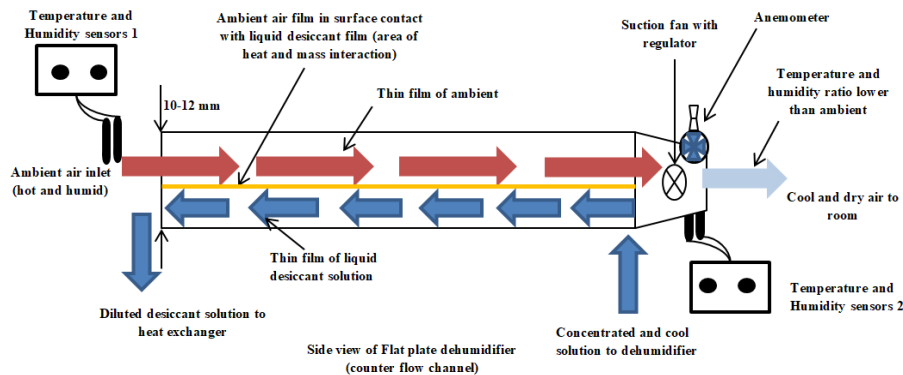 Temperature and
Humidity sensors 1
Ambient air film in surface contact
with liquid desiccant film (area of
heat and mass interaction)
Suction fan with
regulator
Anemometer
10-12 mm
Thin film of ambient
Temperature and
humidity ratio lower
than ambient
Ambient air inlet
(hot and humid)
Cool and dry air to
room
Thin film of liquid
desiccant solution
Diluted desiccant solution to
heat exchanger
Concentrated and cool
solution to dehumidifier
Temperature and
Humidity sensors 2
Side view of Flat plate dehumidifier
(counter flow channel)